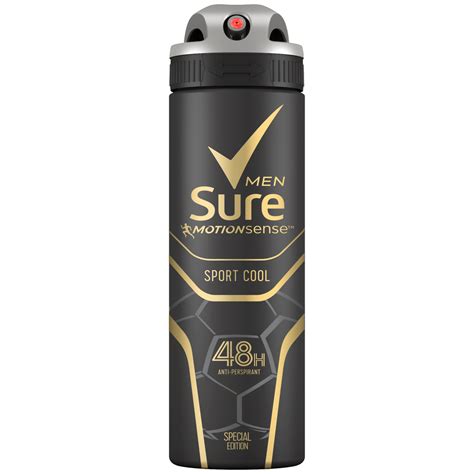 MEN
Sure
MOTIONsense™
SPORT COOL
48H
ANTI-PERSPIRANT
SPECIAL
EDITION